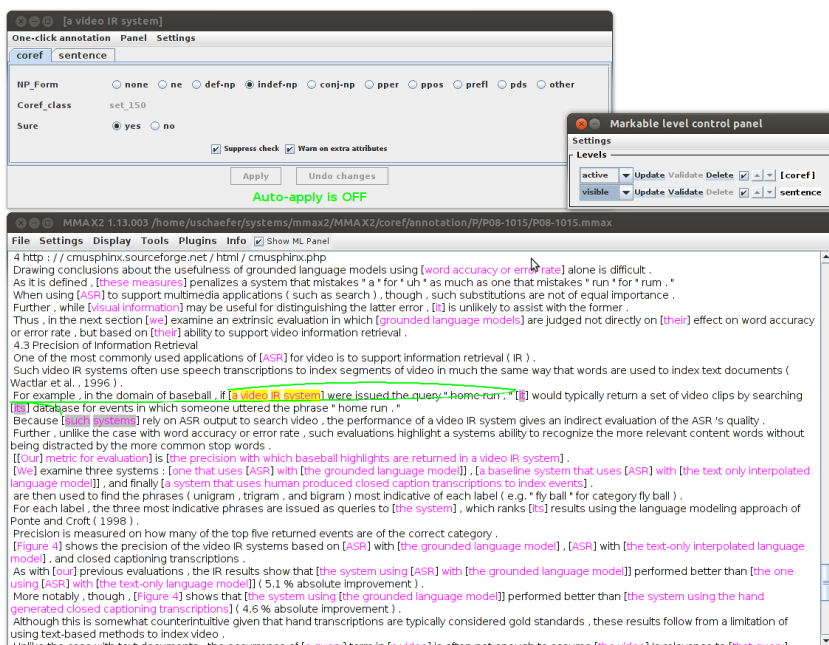 [a video IR system]
One-click annotation Panel Settings
coref sentence
NP_Form none ne def-np indef-np conj-np pper ppos prefl pds other
Coref_class set_150
Sure yes no
Suppress check Warn on extra attributes
Apply Undo changes
Auto-apply is OFF
Markable level control panel
Settings
Levels
active Update Validate Delete [coref]
visible Update Validate Delete sentence
MMAX2 1.13.003 /home/uschaefer/systems/mmax2/MMAX2/coref/annotation/P/P08-1015/P08-1015.mmax
File Settings Display Tools Plugins Info Show ML Panel
4 http : / / cmusphinx.sourceforge.net / html / cmusphinx.php
Drawing conclusions about the usefulness of grounded language models using [word accuracy or error rate] alone is difficult .
As it is defined , [these measures] penalizes a system that mistakes " a " for " uh " as much as one that mistakes " run " for " rum . "
When using [ASR] to support multimedia applications ( such as search ) , though , such substitutions are not of equal importance .
Further , while [visual information] may be useful for distinguishing the latter error , [it] is unlikely to assist with the former .
Thus , in the next section [we] examine an extrinsic evaluation in which [grounded language models] are judged not directly on [their] effect on word accuracy
or error rate , but based on [their] ability to support video information retrieval .
4.3 Precision of Information Retrieval
One of the most commonly used applications of [ASR] for video is to support information retrieval ( IR ) .
Such video IR systems often use speech transcriptions to index segments of video in much the same way that words are used to index text documents (
Wactlar et al. , 1996 ) .
For example , in the domain of baseball , if [a video IR system] were issued the query " home run , " [it] would typically return a set of video clips by searching
[its] database for events in which someone uttered the phrase " home run . "
Because [such systems] rely on ASR output to search video , the performance of a video IR system gives an indirect evaluation of the ASR 's quality .
Further , unlike the case with word accuracy or error rate , such evaluations highlight a systems ability to recognize the more relevant content words without
being distracted by the more common stop words .
[[Our] metric for evaluation] is [the precision with which baseball highlights are returned in a video IR system] .
[We] examine three systems : [one that uses [ASR] with [the grounded language model]] , [a baseline system that uses [ASR] with [the text only interpolated
language model]] , and finally [a system that uses human produced closed caption transcriptions to index events] .
are then used to find the phrases ( unigram , trigram , and bigram ) most indicative of each label ( e.g. " fly ball " for category fly ball ) .
For each label , the three most indicative phrases are issued as queries to [the system] , which ranks [its] results using the language modeling approach of
Ponte and Croft ( 1998 ) .
Precision is measured on how many of the top five returned events are of the correct category .
[Figure 4] shows the precision of the video IR systems based on [ASR] with [the grounded language model] , [ASR] with [the text-only interpolated language
model] , and closed captioning transcriptions .
As with [our] previous evaluations , the IR results show that [the system using [ASR] with [the grounded language model]] performed better than [the one
using [ASR] with [the text-only language model]] ( 5.1 % absolute improvement ) .
More notably , though , [Figure 4] shows that [the system using [the grounded language model]] performed better than [the system using the hand
generated closed captioning transcriptions] ( 4.6 % absolute improvement ) .
Although this is somewhat counterintuitive given that hand transcriptions are typically considered gold standards , these results follow from a limitation of
using text-based methods to index video .
Unlike the case with text documents , the occurrence of [a query] term in [a video] is often not enough to assume [the video] 's relevance to [that query]